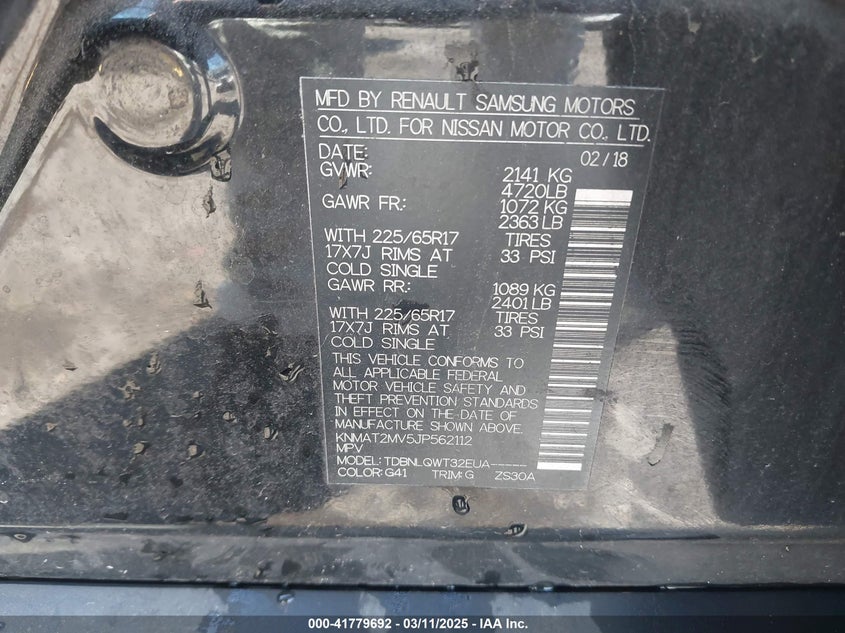 MFD BY RENAULT SAMSUNG MOTORS
CO., LTD. FOR NISSAN MOTOR CO., LTD.
DATE: 02/18
GVWR: 2141 KG
4720LB
GAWR FR.: 1072 KG
2363 LB
WITH 225/65R17 TIRES
17X7J RIMS AT 33 PSI
COLD SINGLE
GAWR RR.: 1089 KG
2401 LB
WITH 225/65R17 TIRES
17X7J RIMS AT 33 PSI
COLD SINGLE
THIS VEHICLE CONFORMS TO
ALL APPLICABLE FEDERAL
MOTOR VEHICLE SAFETY AND
THEFT PREVENTION STANDARDS
IN EFFECT ON THE DATE OF
MANUFACTURE SHOWN ABOVE.
KNMAT2MV5JP562112
MPV
MODEL: TDBNLQWT32EUA-----
COLOR: G41 TRIM: G ZS30A
000-41779692 - 03/11/2025 - IAA Inc.